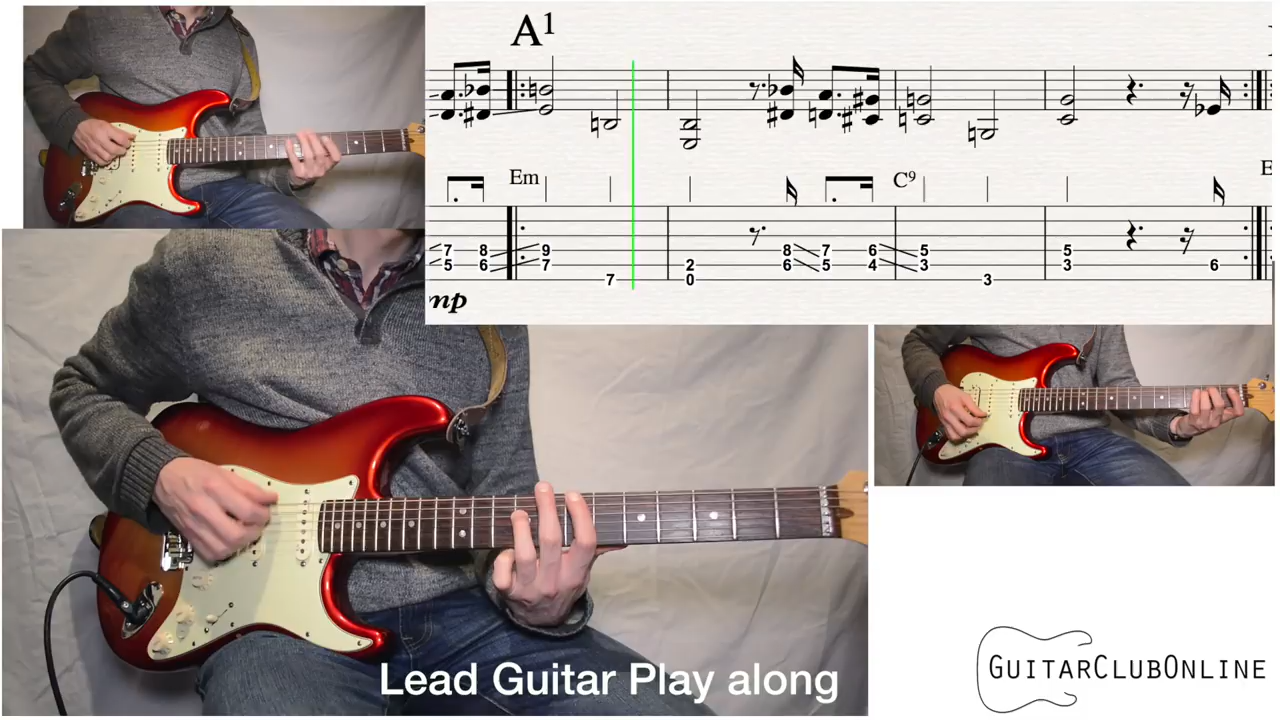 A1
Em
C9
7 8 9 8 7 6 5 5
5 6 7 2 6 5 4 3 3 6
7 0 3
mp
Lead Guitar Play along
GUITARCLUBONLINE